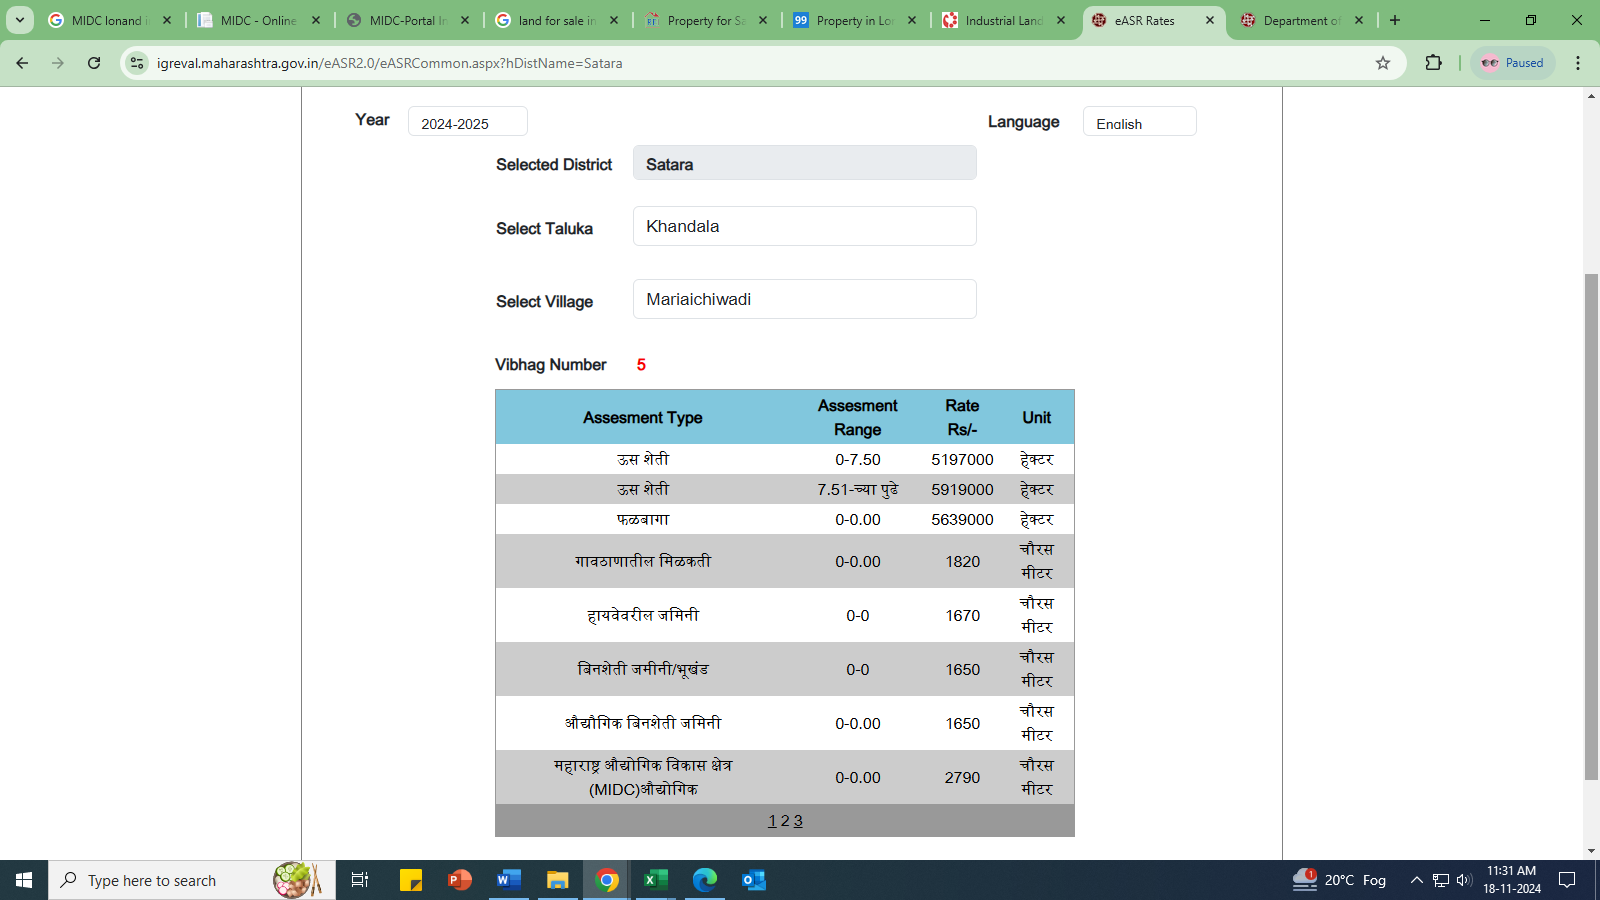 MIDC lonand i
MIDC - Online
MIDC-Portal In
land for sale in
Property for Sa
99 Property in Lo
Industrial Land
eASR Rates
Department of
igreval.maharashtra.gov.in/eASR2.0/eASRCommon.aspx?hDistName=Satara
Paused
Year 2024-2025 Language English
Selected District Satara
Select Taluka Khandala
Select Village Mariaichiwadi
Vibhag Number 5
Assesment Type Assesment Range Rate Rs/- Unit
ऊस शेती 0-7.50 5197000 हेक्टर
ऊस शेती 7.51-च्या पुढे 5919000 हेक्टर
फळबागा 0-0.00 5639000 हेक्टर
गावठाणातील मिळकती 0-0.00 1820 चौरस मीटर
हायवेवरील जमिनी 0-0 1670 चौरस मीटर
बिनशेती जमीनी/भूखंड 0-0 1650 चौरस मीटर
औद्यौगिक बिनशेती जमिनी 0-0.00 1650 चौरस मीटर
महाराष्ट्र औद्योगिक विकास क्षेत्र (MIDC)औद्योगिक 0-0.00 2790 चौरस मीटर
1 2 3
Type here to search
1 20°C Fog
11:31 AM
18-11-2024